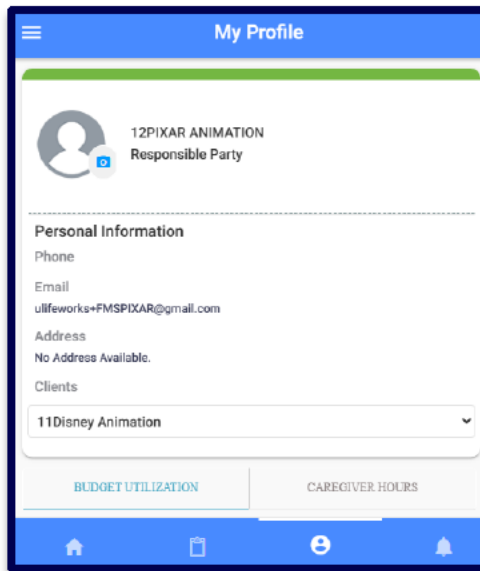 My Profile
12PIXAR ANIMATION
Responsible Party
Personal Information
Phone
Email
ulifeworks+FMSPIXAR@gmail.com
Address
No Address Available.
Clients
11Disney Animation
BUDGET UTILIZATION
CAREGIVER HOURS